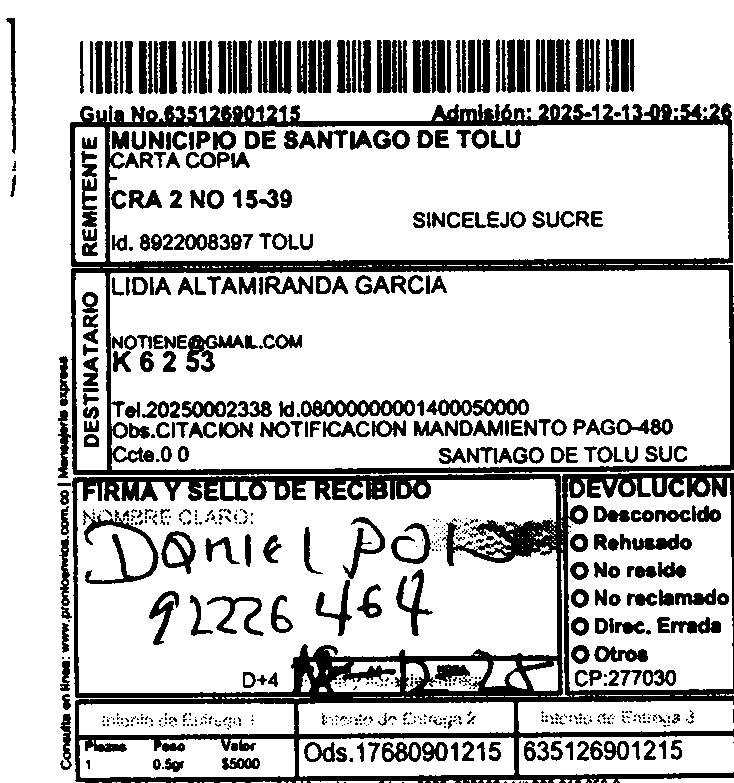 Guia No.635126901215 Admisión: 2025-12-13-09:54:26
REMITENTE
MUNICIPIO DE SANTIAGO DE TOLU
CARTA COPIA
-
CRA 2 NO 15-39
SINCELEJO SUCRE
Id. 8922008397 TOLU
DESTINATARIO
LIDIA ALTAMIRANDA GARCIA
NOTIENE@GMAIL.COM
K 6 2 53
Tel.20250002338 Id.08000000001400050000
Obs.CITACION NOTIFICACION MANDAMIENTO PAGO-480
Ccte.0 0 SANTIAGO DE TOLU SUC
Consulta en línea: www.prontoenvios.com.co | Mensajería express
FIRMA Y SELLO DE RECIBIDO
NOMBRE CLARO:
Daniel
92226464
D+4
DEVOLUCION
Desconocido
Rehusado
No reside
No reclamado
Direc. Errada
Otros
CP:277030
Intento de Entrega 1 Intento de Entrega 2 Intento de Entrega 3
Piezas Peso Valor
1 0.5gr $5000
Ods.17680901215 635126901215